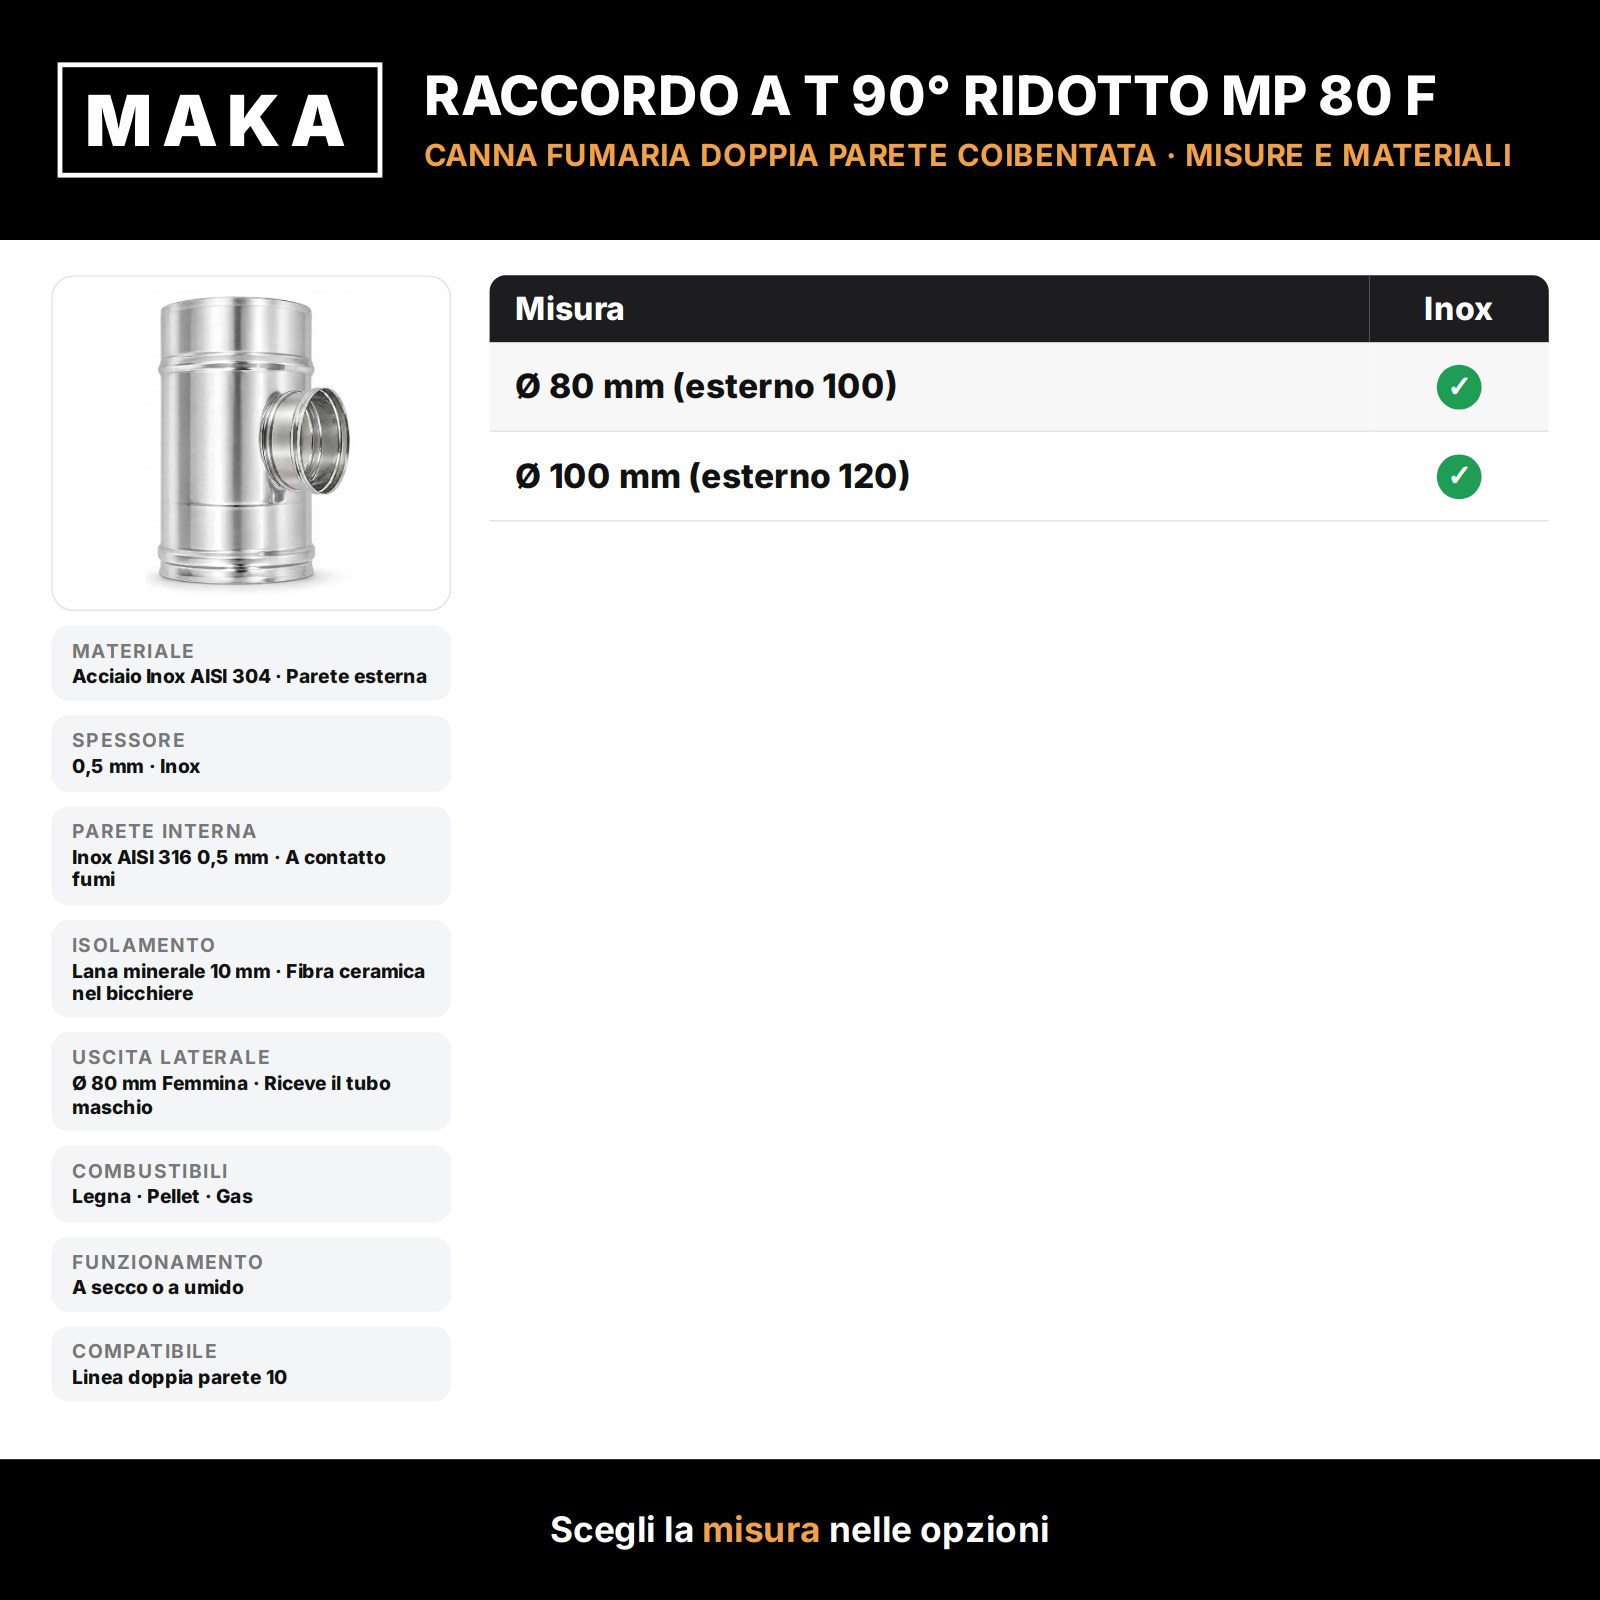 MAKA
RACCORDO A T 90° RIDOTTO MP 80 F
CANNA FUMARIA DOPPIA PARETE COIBENTATA · MISURE E MATERIALI
Misura Inox
Ø 80 mm (esterno 100) ✓
Ø 100 mm (esterno 120) ✓
MATERIALE
Acciaio Inox AISI 304 · Parete esterna
SPESSORE
0,5 mm · Inox
PARETE INTERNA
Inox AISI 316 0,5 mm · A contatto
fumi
ISOLAMENTO
Lana minerale 10 mm · Fibra ceramica
nel bicchiere
USCITA LATERALE
Ø 80 mm Femmina · Riceve il tubo
maschio
COMBUSTIBILI
Legna · Pellet · Gas
FUNZIONAMENTO
A secco o a umido
COMPATIBILE
Linea doppia parete 10
Scegli la misura nelle opzioni